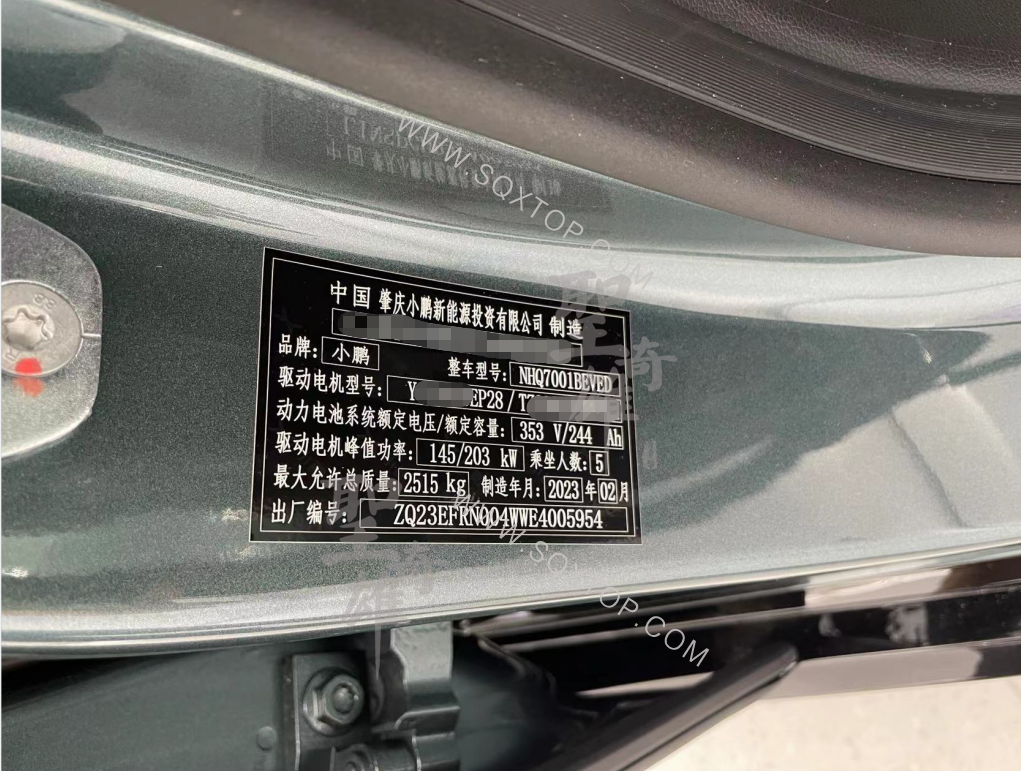 WWW.SQXTOP.COM
中国 肇庆小鹏新能源投资有限公司 制造
品牌: 小鹏 整车型号: NHQ7001BEVED
驱动电机型号: Y EP28 / TZ
动力电池系统额定电压/额定容量: 353 V/244 Ah
驱动电机峰值功率: 145/203 kW 乘坐人数: 5
最大允许总质量: 2515 kg 制造年月: 2023 年 02 月
出厂编号: ZQ23EFRN004WWE4005954
WWW.SQXTOP.COM